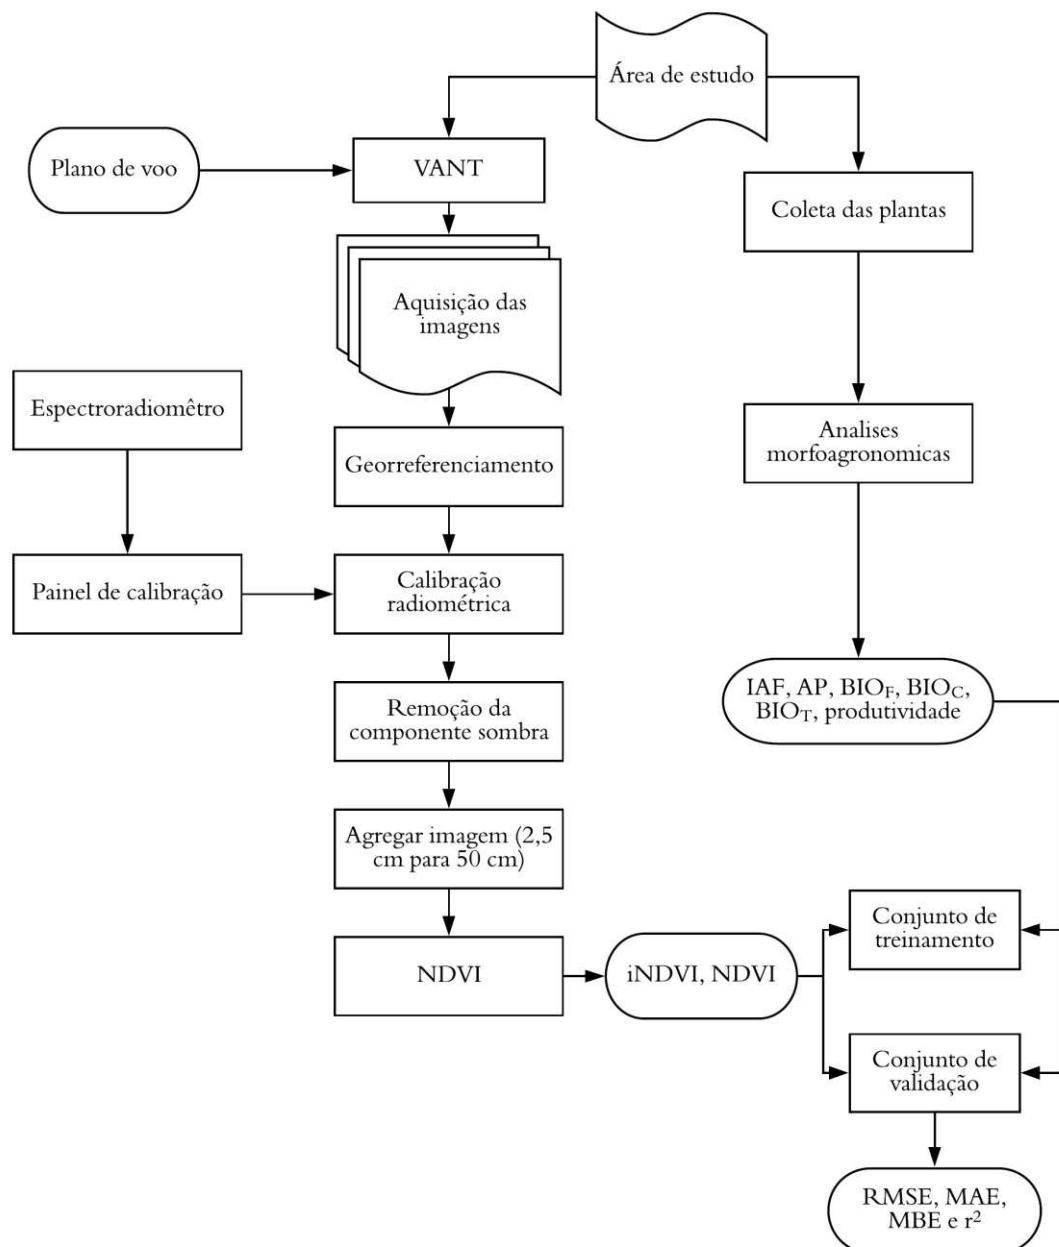 Área de estudo
Plano de voo
VANT
Coleta das plantas
Aquisição das
imagens
Espectroradiomêtro
Georreferenciamento
Analises
morfoagronomicas
Painel de calibração
Calibração
radiométrica
IAF, AP, BIOF, BIOC,
BIOT, produtividade
Remoção da
componente sombra
Agregar imagem (2,5
cm para 50 cm)
NDVI
iNDVI, NDVI
Conjunto de
treinamento
Conjunto de
validação
RMSE, MAE,
MBE e r²